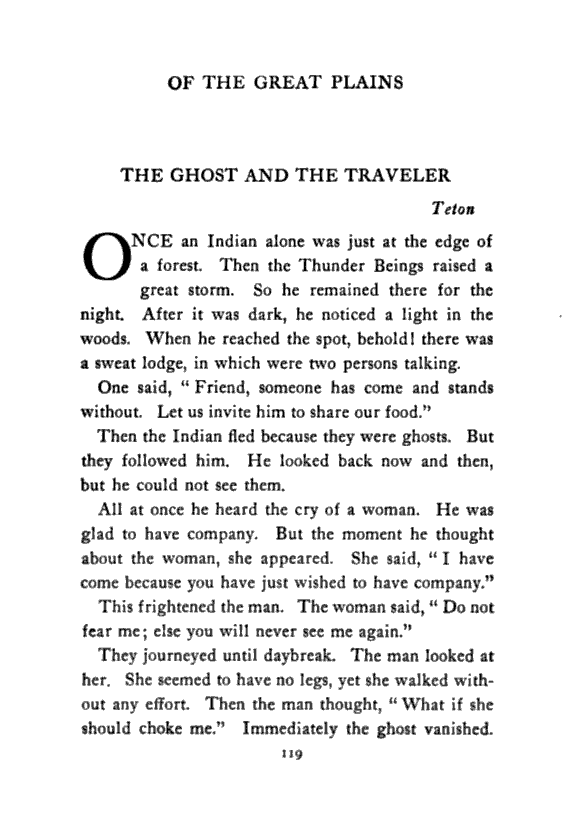 OF THE GREAT PLAINS
THE GHOST AND THE TRAVELER
Teton
ONCE an Indian alone was just at the edge of
a forest. Then the Thunder Beings raised a
great storm. So he remained there for the
night. After it was dark, he noticed a light in the
woods. When he reached the spot, behold! there was
a sweat lodge, in which were two persons talking.
One said, “ Friend, someone has come and stands
without. Let us invite him to share our food.”
Then the Indian fled because they were ghosts. But
they followed him. He looked back now and then,
but he could not see them.
All at once he heard the cry of a woman. He was
glad to have company. But the moment he thought
about the woman, she appeared. She said, “ I have
come because you have just wished to have company.”
This frightened the man. The woman said, “ Do not
fear me; else you will never see me again.”
They journeyed until daybreak. The man looked at
her. She seemed to have no legs, yet she walked with-
out any effort. Then the man thought, “ What if she
should choke me.” Immediately the ghost vanished.
119